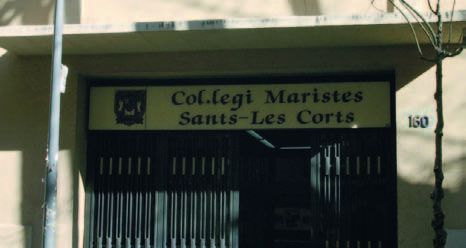 Col.legi Maristes
Sants-Les Corts
160